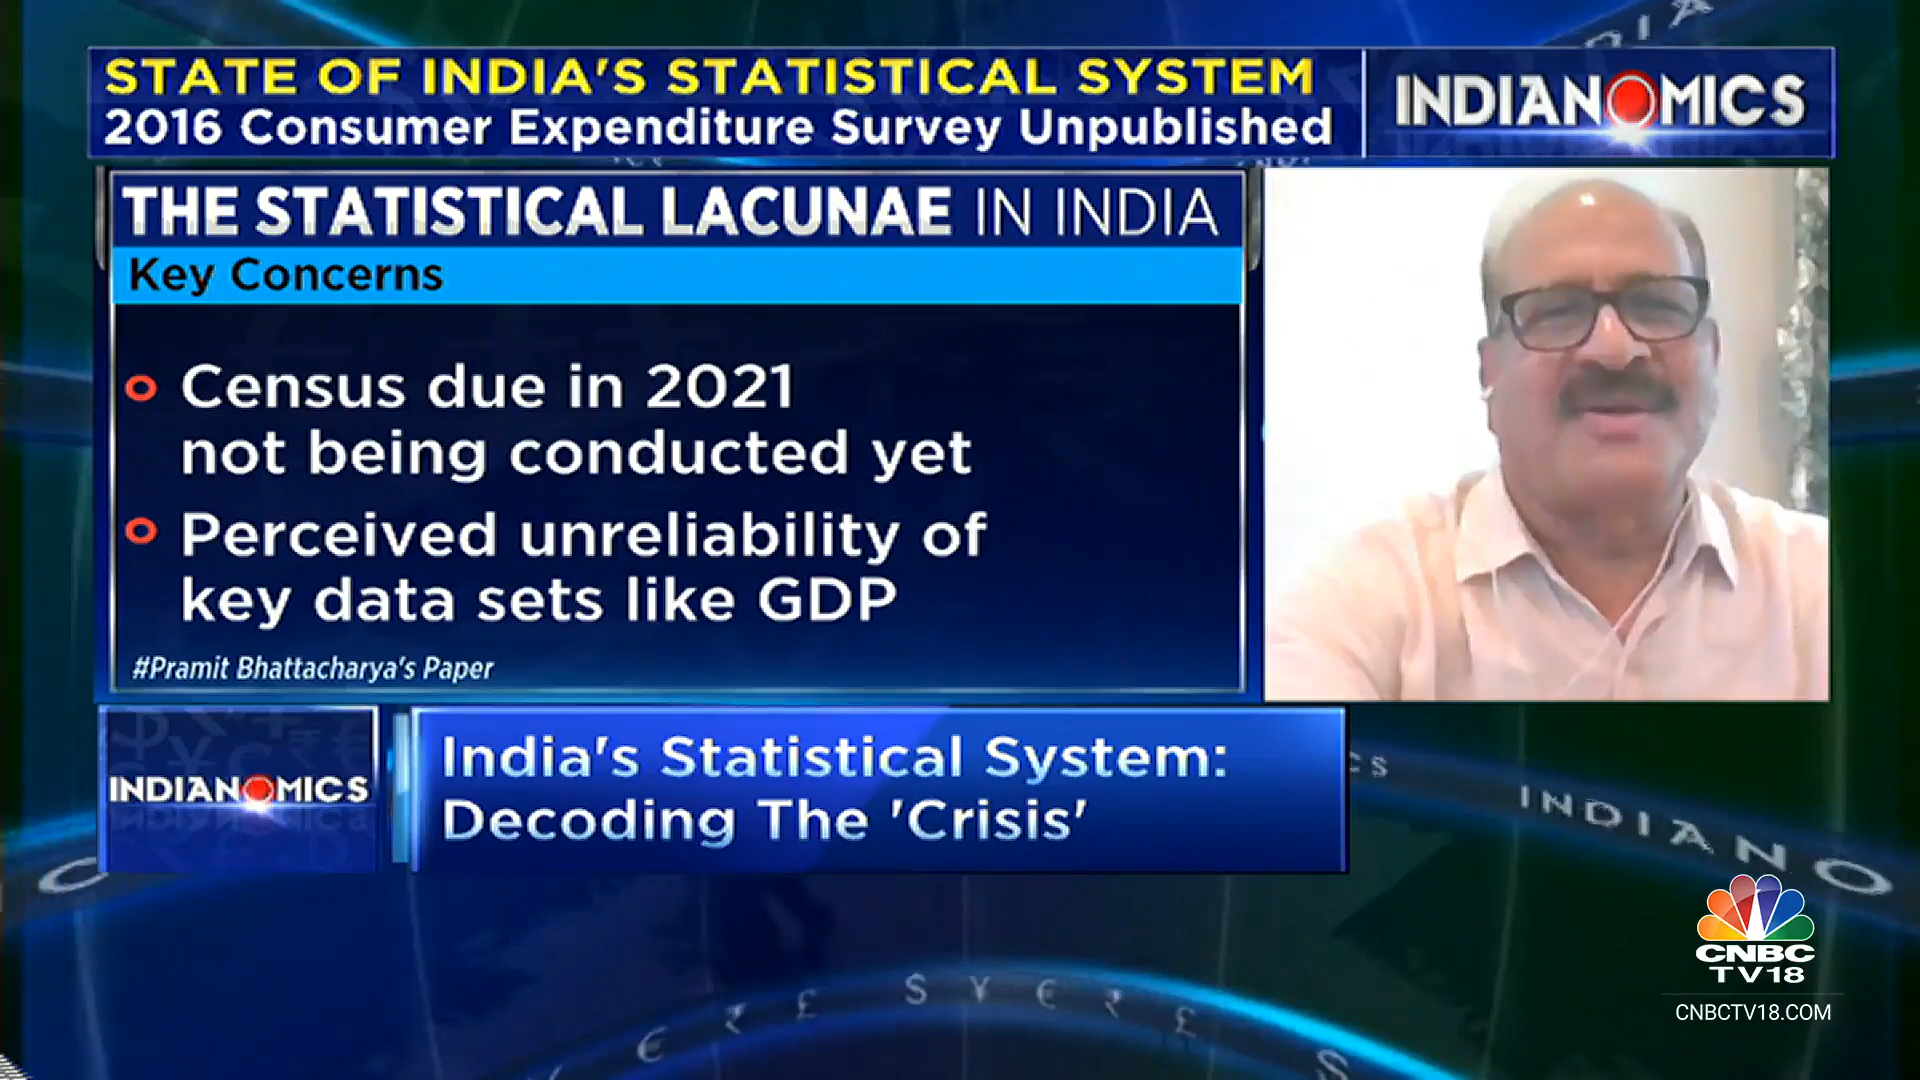 STATE OF INDIA'S STATISTICAL SYSTEM
2016 Consumer Expenditure Survey Unpublished
INDIANOMICS
THE STATISTICAL LACUNAE IN INDIA
Key Concerns
Census due in 2021
not being conducted yet
Perceived unreliability of
key data sets like GDP
#Pramit Bhattacharya's Paper
INDIANOMICS
India's Statistical System:
Decoding The 'Crisis'
INDIANO
CNBC
TV18
CNBCTV18.COM
$ ¥ € ₹ £